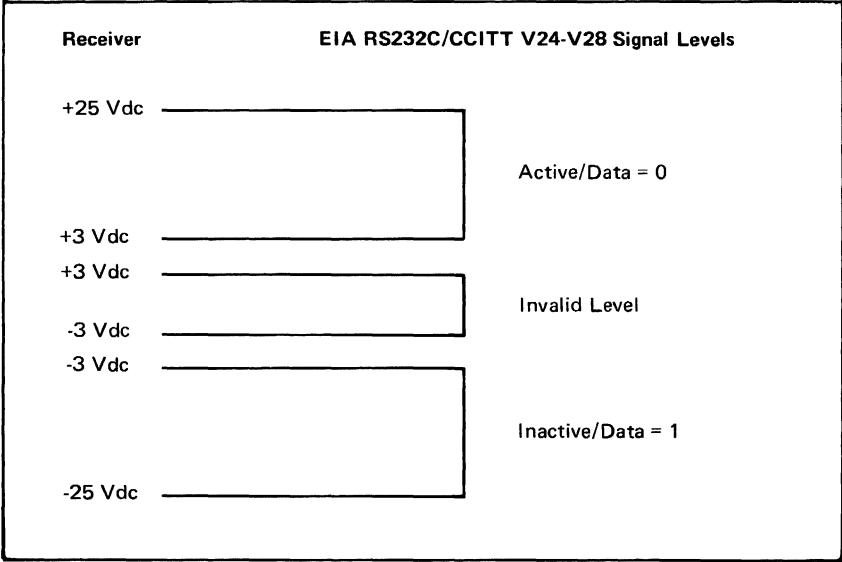 Receiver EIA RS232C/CCITT V24-V28 Signal Levels
+25 Vdc
Active/Data = 0
+3 Vdc
+3 Vdc
Invalid Level
-3 Vdc
-3 Vdc
Inactive/Data = 1
-25 Vdc